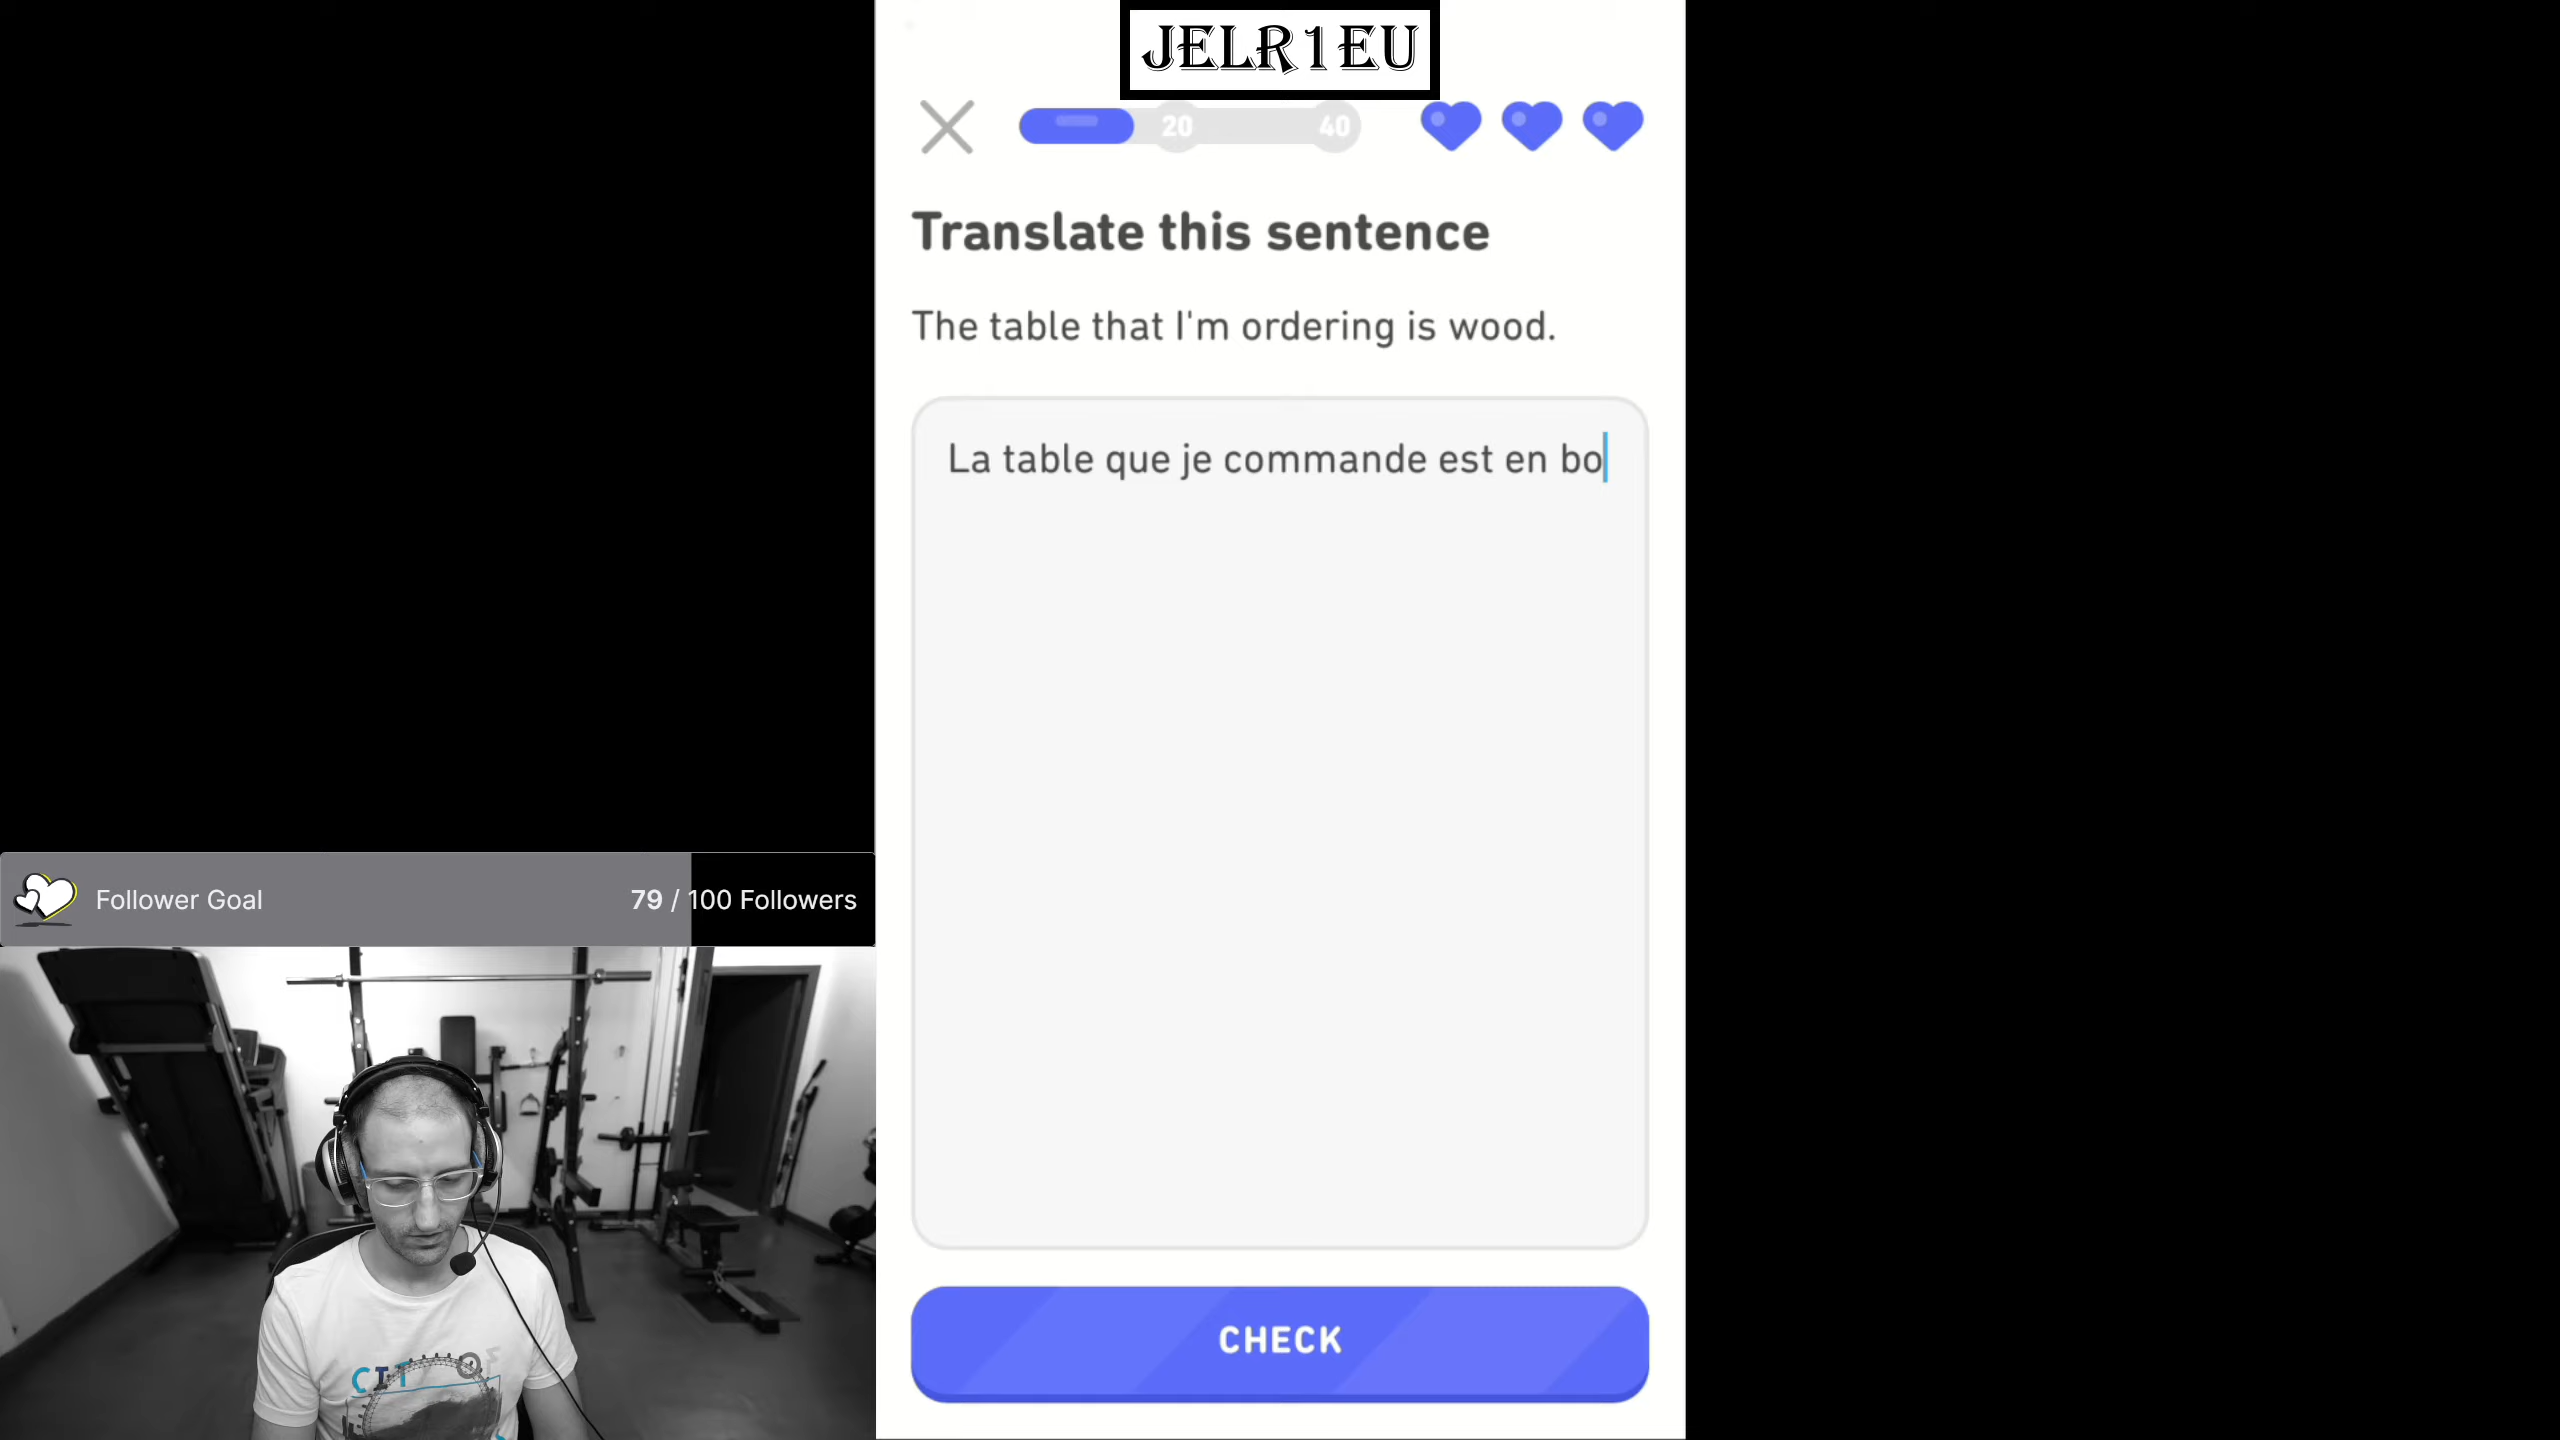 JELR1EU
20 40
Translate this sentence
The table that I'm ordering is wood.
La table que je commande est en bo
Follower Goal 79 / 100 Followers
CHECK